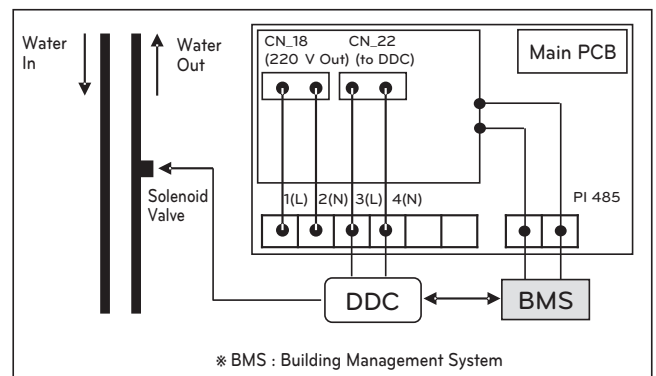 Water
In
Water
Out
CN_18
(220 V Out)
CN_22
(to DDC)
Main PCB
Solenoid
Valve
1(L)
2(N)
3(L)
4(N)
PI 485
DDC
BMS
※ BMS : Building Management System